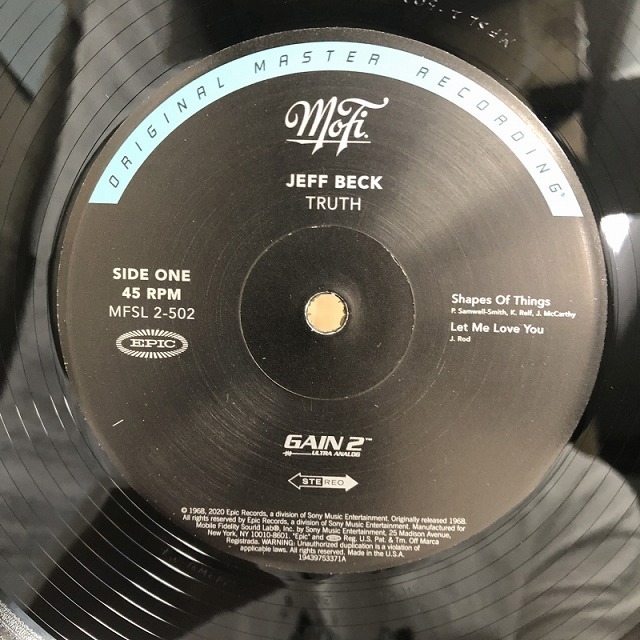 ORIGINAL MASTER RECORDING
MoFi
JEFF BECK
TRUTH
SIDE ONE
45 RPM
MFSL 2-502
EPIC
Shapes Of Things
P. Samwell-Smith, K. Relf, J. McCarthy
Let Me Love You
J. Rod
GAIN 2™
ULTRA ANALOG
STEREO
© 1968, 2020 Epic Records, a division of Sony Music Entertainment. Originally released 1968.
All rights reserved by Epic Records, a division of Sony Music Entertainment. Manufactured for
Mobile Fidelity Sound Lab®, Inc. by Sony Music Entertainment, 25 Madison Avenue,
New York, NY 10010-8601. "Epic" and EPIC Reg. U.S. Pat. & Tm. Off Marca
Registrada. WARNING: Unauthorized duplication is a violation of
applicable laws. All rights reserved. Made in the U.S.A.
19439753371A